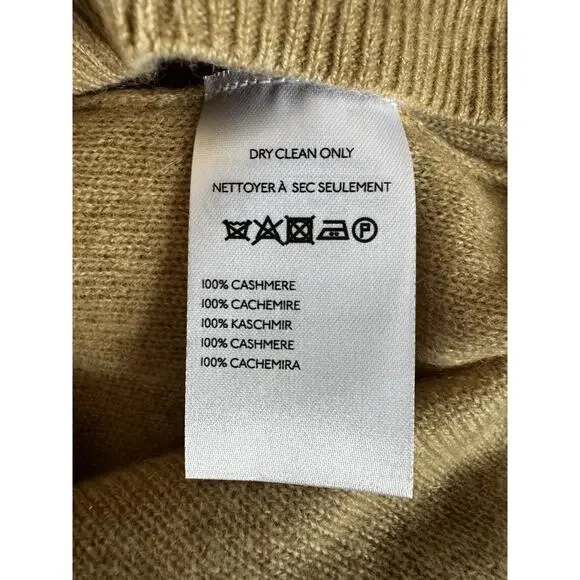 DRY CLEAN ONLY
NETTOYER À SEC SEULEMENT
P
100% CASHMERE
100% CACHEMIRE
100% KASCHMIR
100% CASHMERE
100% CACHEMIRA